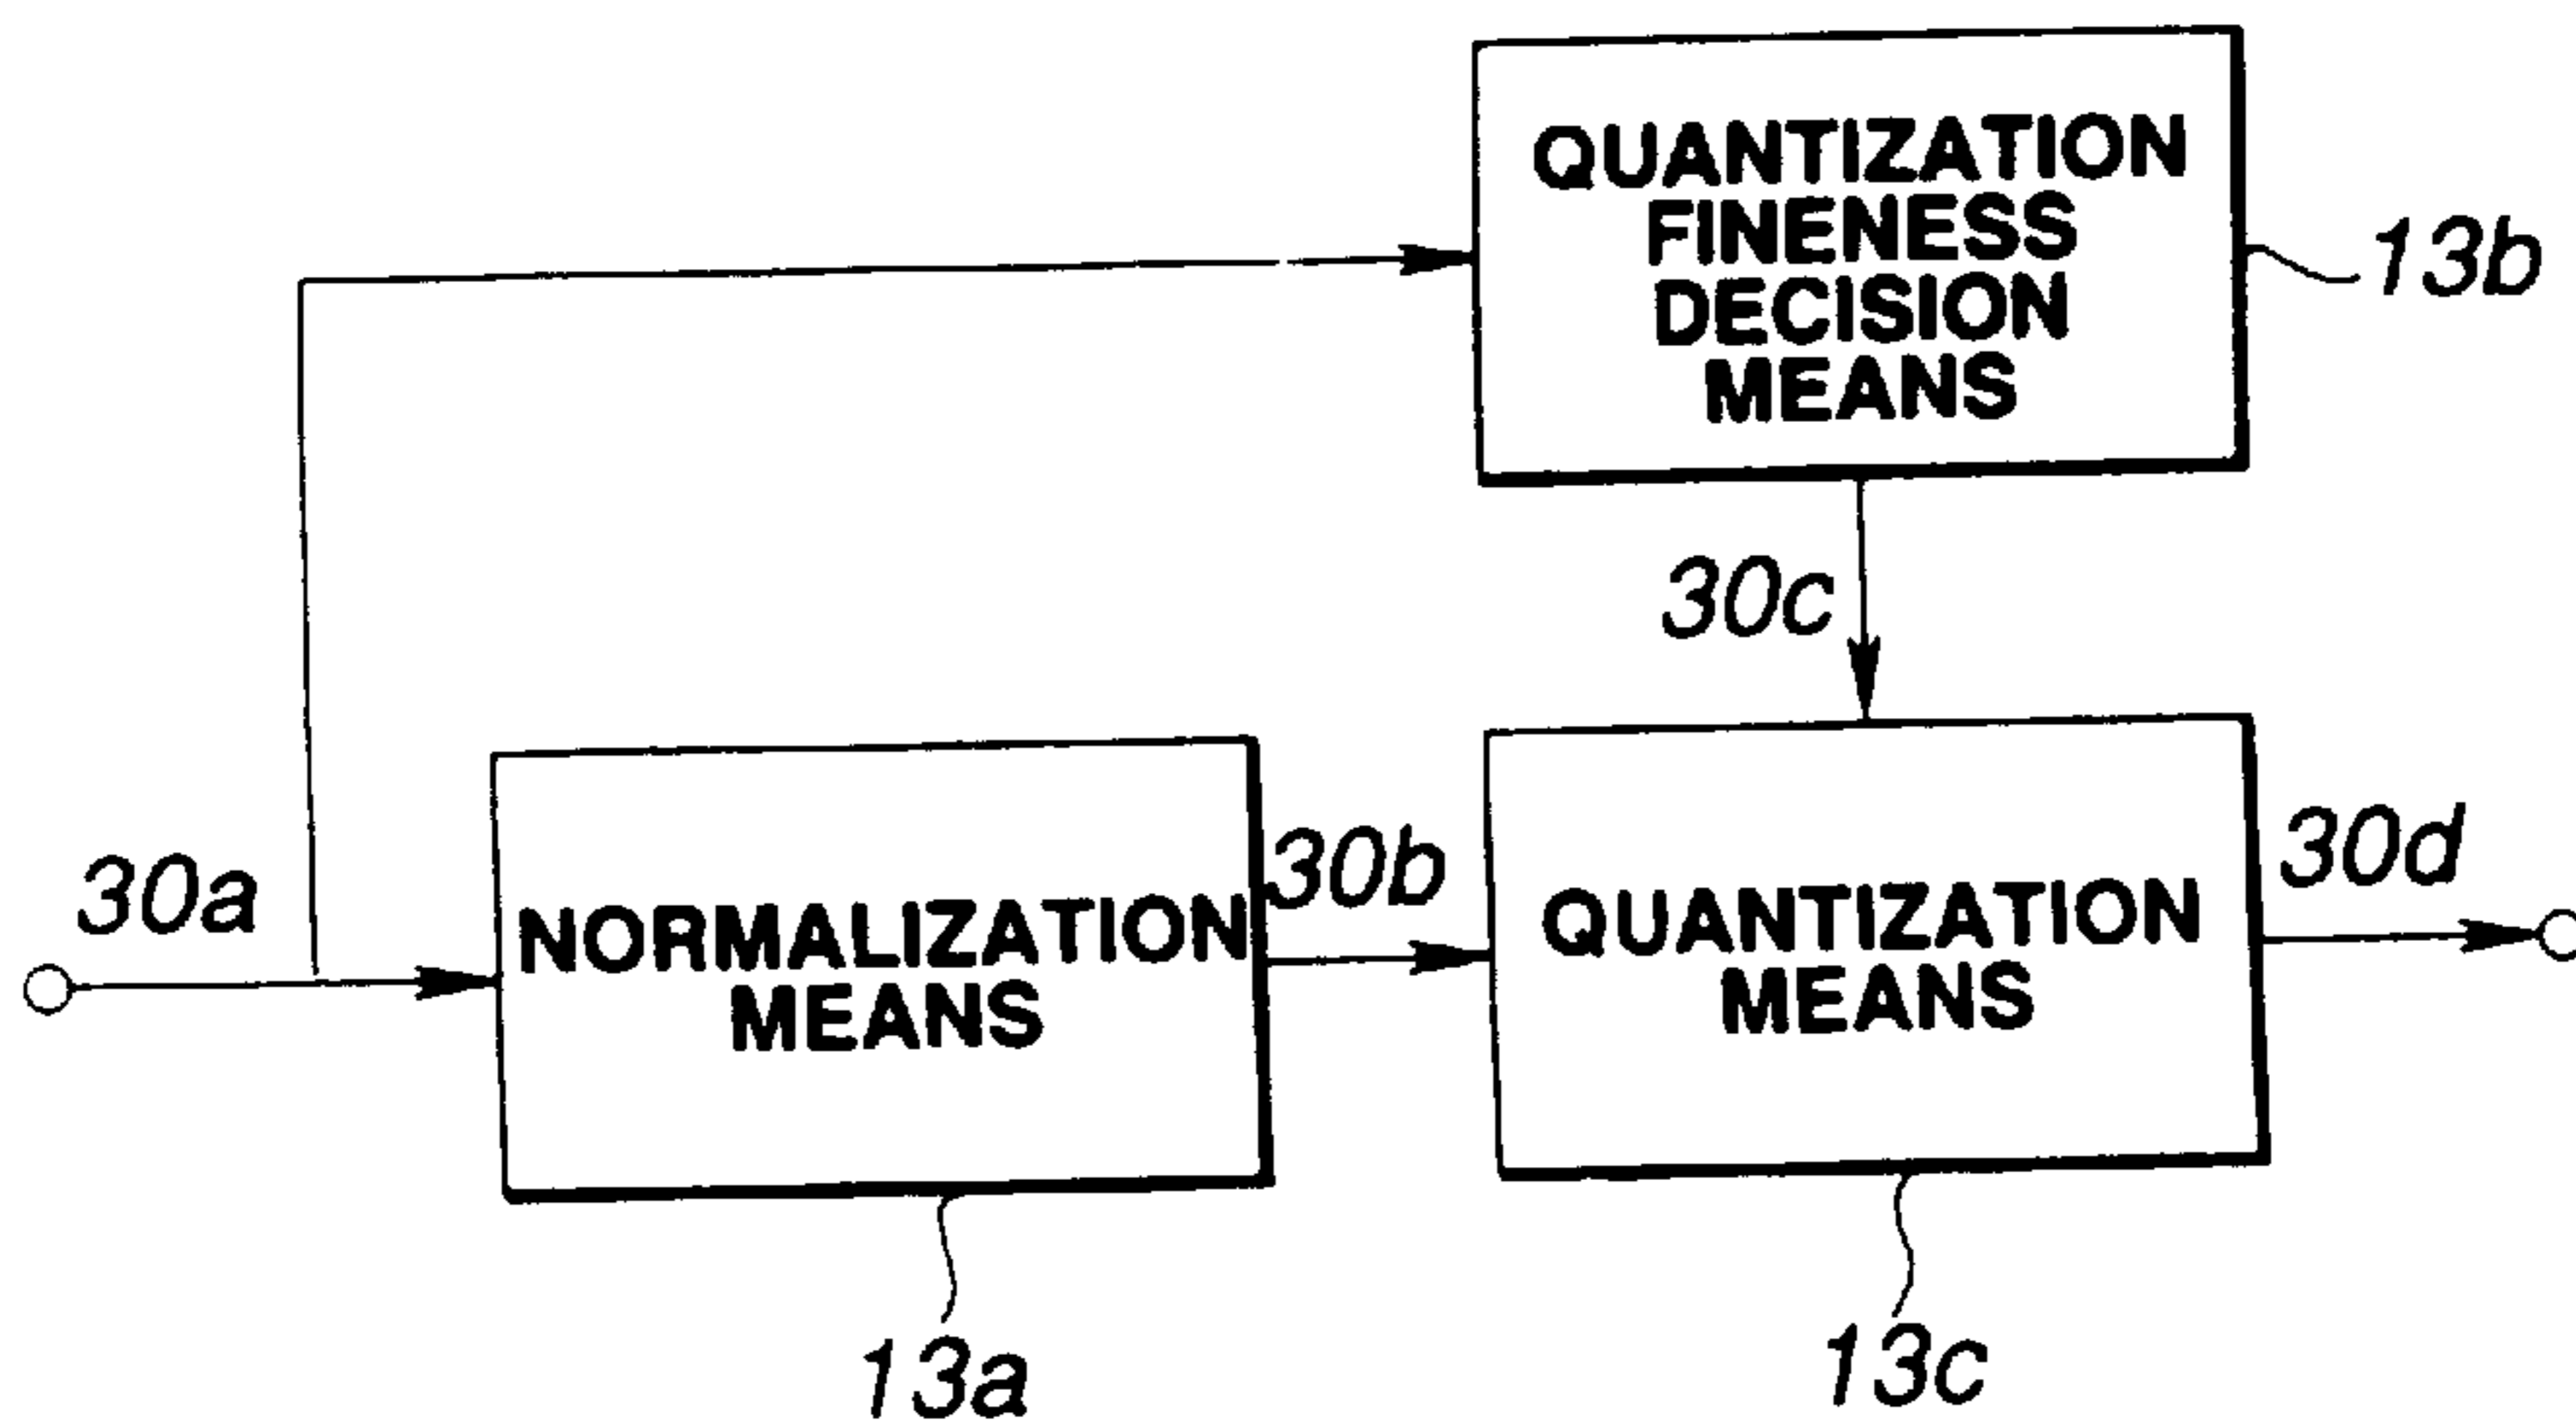 QUANTIZATION
FINENESS
DECISION
MEANS
13b
30c
30a
NORMALIZATION
MEANS
30b
QUANTIZATION
MEANS
30d
13a
13c